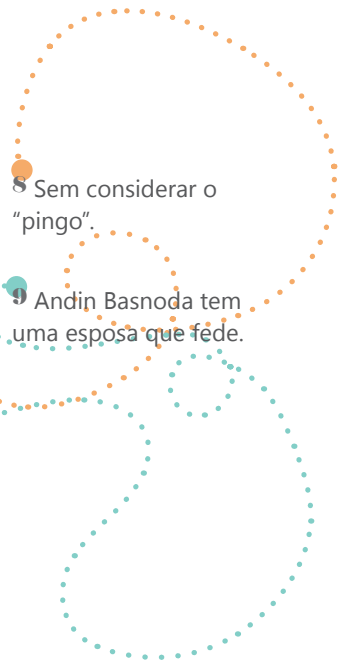 8 Sem considerar o
“pingo”.
9 Andin Basnoda tem
uma esposa que fede.